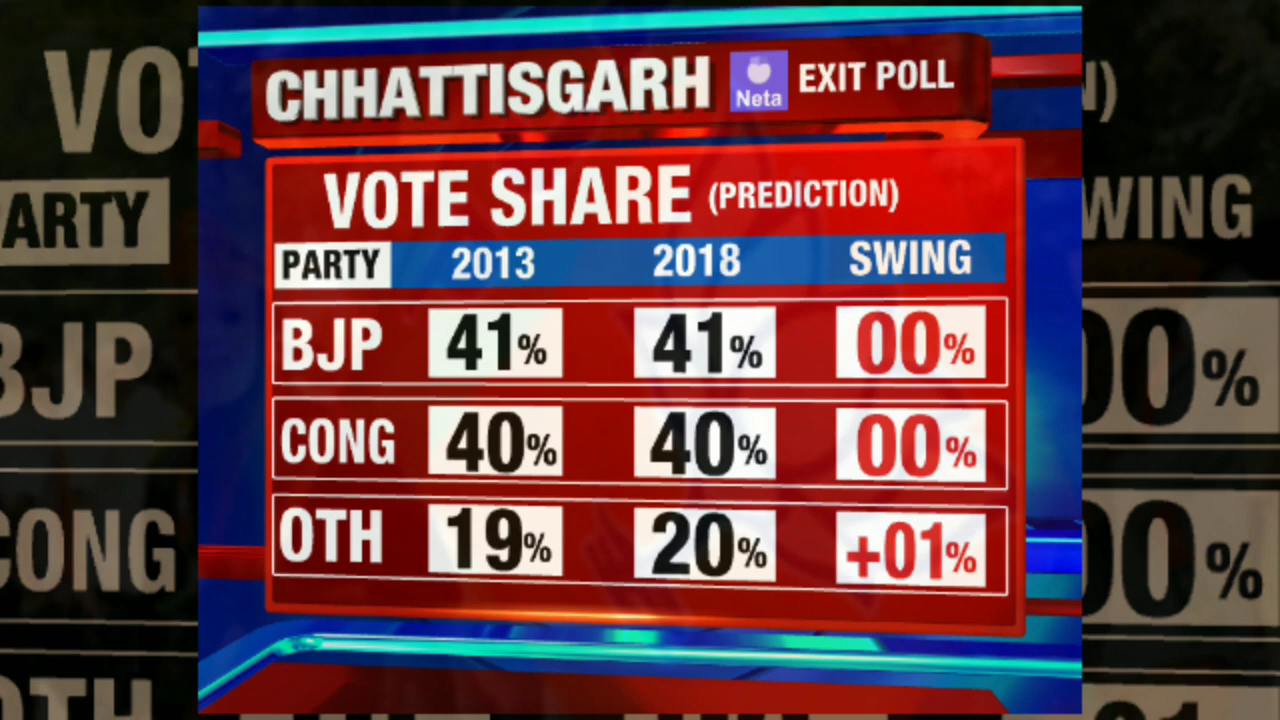 CHHATTISGARH Neta EXIT POLL
VOTE SHARE (PREDICTION)
PARTY 2013 2018 SWING
BJP 41% 41% 00%
CONG 40% 40% 00%
OTH 19% 20% +01%